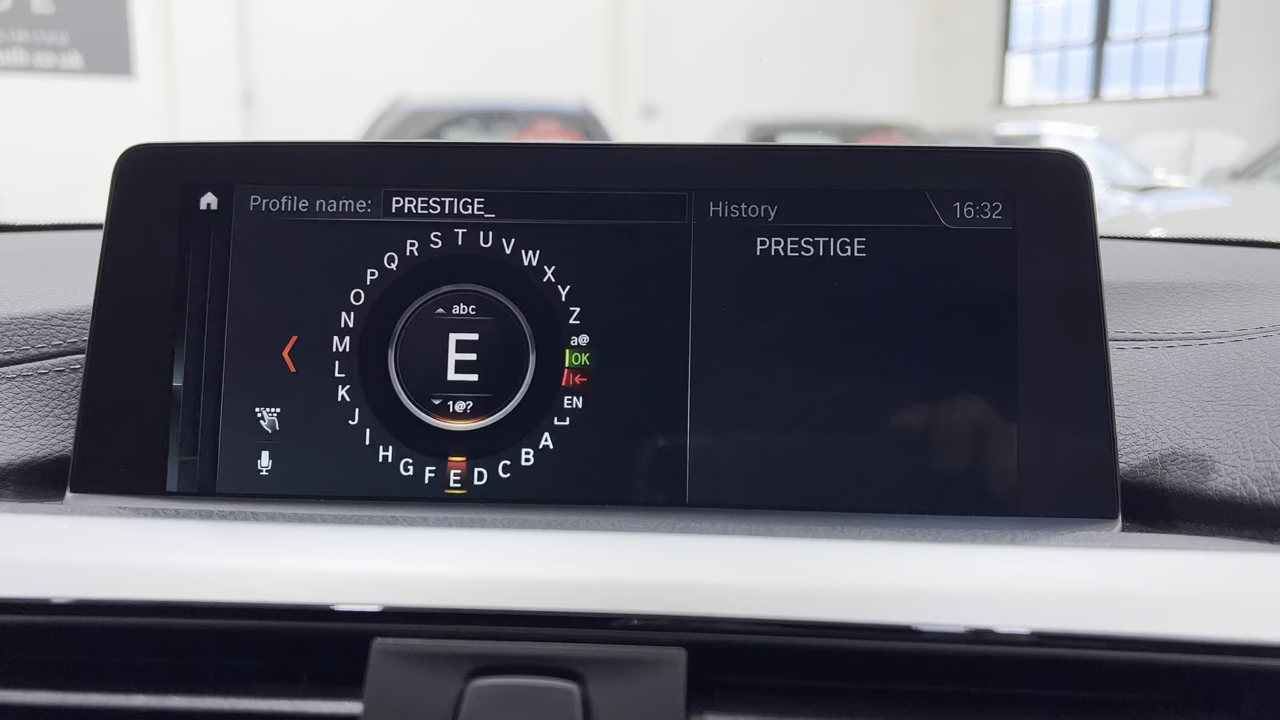 Profile name: PRESTIGE_
History
16:32
PRESTIGE
A B C D E F G H I J K L M N O P Q R S T U V W X Y Z
a@
OK
EN
abc
E
1@?